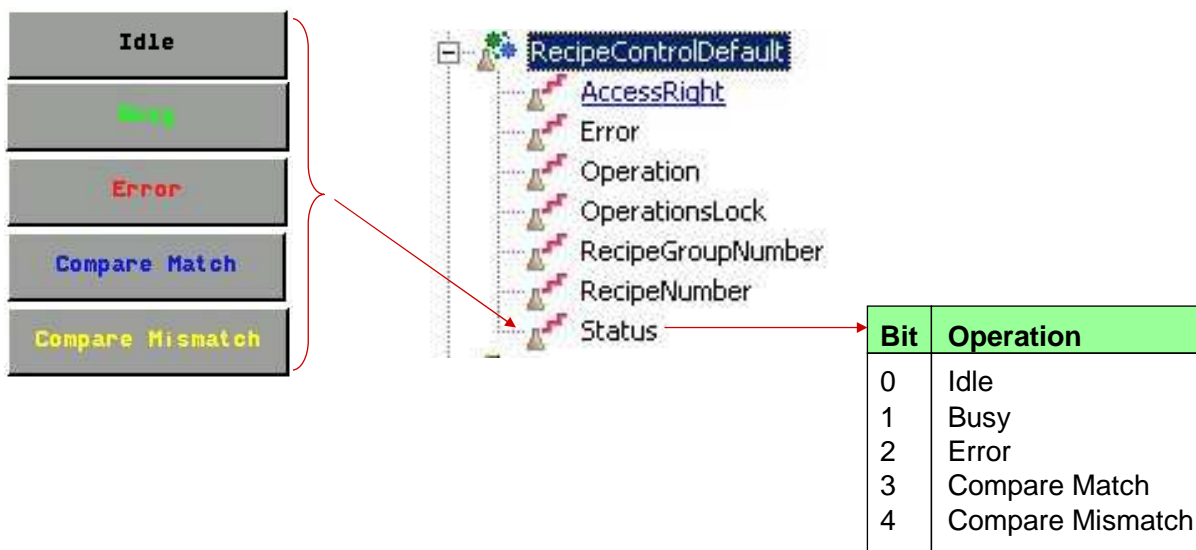 Idle
Busy
Error
Compare Match
Compare Mismatch
RecipeControlDefault
AccessRight
Error
Operation
OperationsLock
RecipeGroupNumber
RecipeNumber
Status
Bit Operation
0 Idle
1 Busy
2 Error
3 Compare Match
4 Compare Mismatch